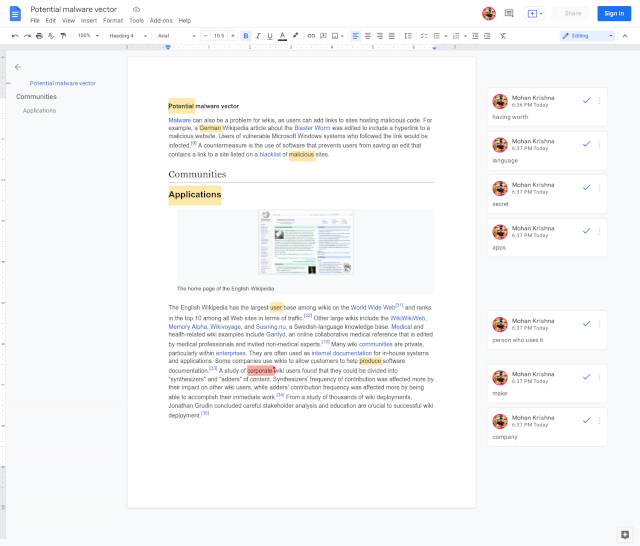 Potential malware vector
File Edit View Insert Format Tools Add-ons Help
Share
Sign in
100% Heading 4 Arial 10.5 B I U A Editing
Potential malware vector
Communities
Applications
Potential malware vector
Malware can also be a problem for wikis, as users can add links to sites hosting malicious code. For
example, a German Wikipedia article about the Blaster Worm was edited to include a hyperlink to a
malicious website. Users of vulnerable Microsoft Windows systems who followed the link would be
infected.[9] A countermeasure is the use of software that prevents users from saving an edit that
contains a link to a site listed on a blacklist of malicious sites.
Communities
Applications
The home page of the English Wikipedia
The English Wikipedia has the largest user base among wikis on the World Wide Web[31] and ranks
in the top 10 among all Web sites in terms of traffic.[32] Other large wikis include the WikiWikiWeb,
Memory Alpha, Wikivoyage, and Susning.nu, a Swedish-language knowledge base. Medical and
health-related wiki examples include Ganfyd, an online collaborative medical reference that is edited
by medical professionals and invited non-medical experts.[10] Many wiki communities are private,
particularly within enterprises. They are often used as internal documentation for in-house systems
and applications. Some companies use wikis to allow customers to help produce software
documentation.[33] A study of corporate wiki users found that they could be divided into
"synthesizers" and "adders" of content. Synthesizers' frequency of contribution was affected more by
their impact on other wiki users, while adders' contribution frequency was affected more by being
able to accomplish their immediate work.[34] From a study of thousands of wiki deployments,
Jonathan Grudin concluded careful stakeholder analysis and education are crucial to successful wiki
deployment.[35]
Mohan Krishna
6:36 PM Today
having worth
Mohan Krishna
6:37 PM Today
language
Mohan Krishna
6:37 PM Today
secret
Mohan Krishna
6:37 PM Today
apps
Mohan Krishna
6:37 PM Today
person who uses it
Mohan Krishna
6:37 PM Today
make
Mohan Krishna
6:37 PM Today
company